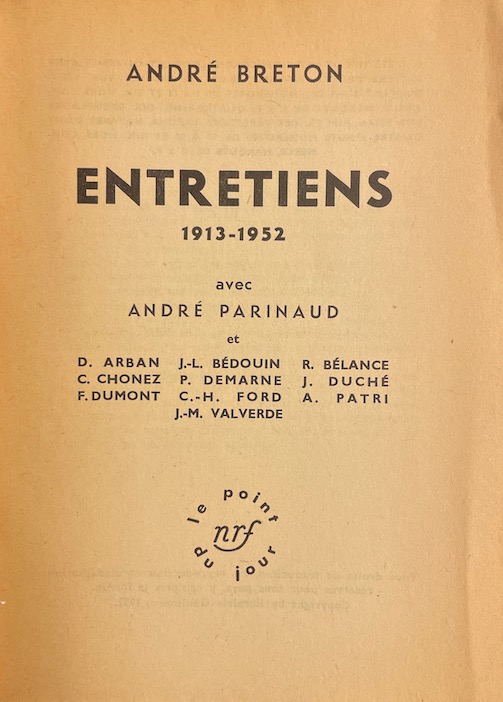 ANDRÉ BRETON
ENTRETIENS
1913-1952
avec
ANDRÉ PARINAUD
et
D. ARBAN J.-L. BÉDOUIN R. BÉLANCE
C. CHONEZ P. DEMARNE J. DUCHÉ
F. DUMONT C.-H. FORD A. PATRI
J.-M. VALVERDE
le point du jour
nrf